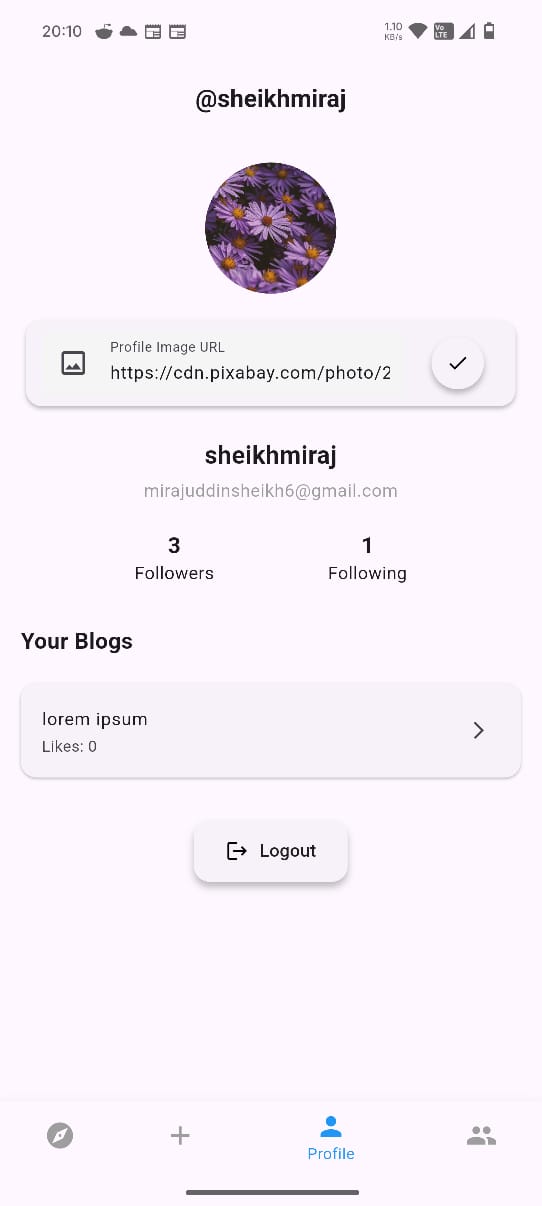 20:10
1.10
KB/s
Vo
LTE
@sheikhmiraj
Profile Image URL
https://cdn.pixabay.com/photo/2
sheikhmiraj
mirajuddinsheikh6@gmail.com
3 1
Followers Following
Your Blogs
lorem ipsum
Likes: 0
Logout
Profile